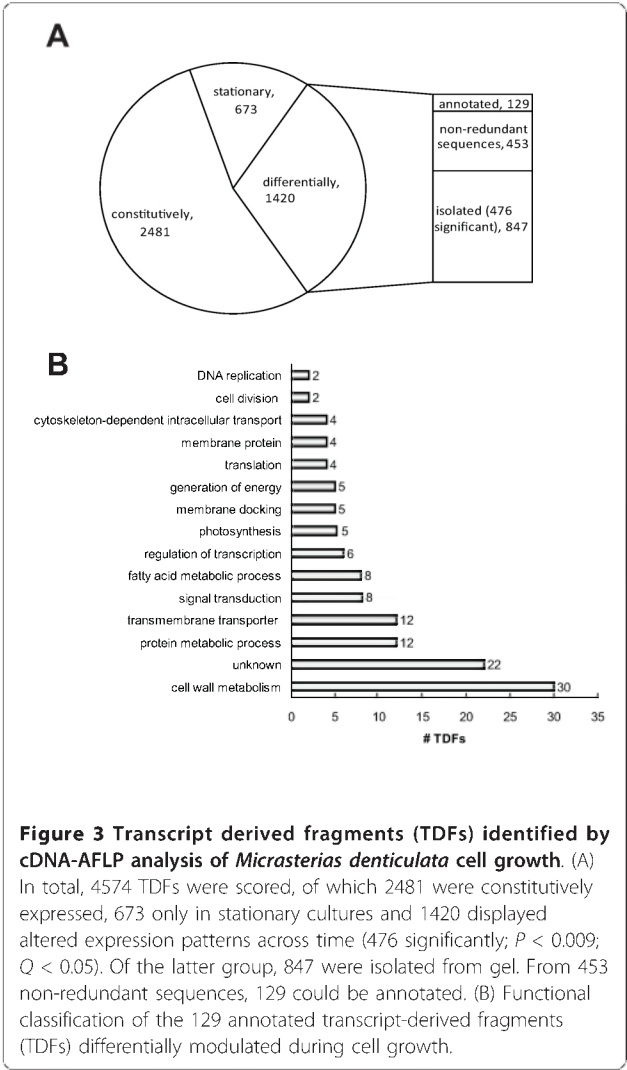 A
stationary,
673
differentially,
1420
constitutively,
2481
annotated, 129
non-redundant
sequences, 453
isolated (476
significant), 847
B
DNA replication 2
cell division 2
cytoskeleton-dependent intracellular transport 4
membrane protein 4
translation 4
generation of energy 5
membrane docking 5
photosynthesis 5
regulation of transcription 6
fatty acid metabolic process 8
signal transduction 8
transmembrane transporter 12
protein metabolic process 12
unknown 22
cell wall metabolism 30
0 5 10 15 20 25 30 35
# TDFs
Figure 3 Transcript derived fragments (TDFs) identified by
cDNA-AFLP analysis of Micrasterias denticulata cell growth. (A)
In total, 4574 TDFs were scored, of which 2481 were constitutively
expressed, 673 only in stationary cultures and 1420 displayed
altered expression patterns across time (476 significantly; P < 0.009;
Q < 0.05). Of the latter group, 847 were isolated from gel. From 453
non-redundant sequences, 129 could be annotated. (B) Functional
classification of the 129 annotated transcript-derived fragments
(TDFs) differentially modulated during cell growth.